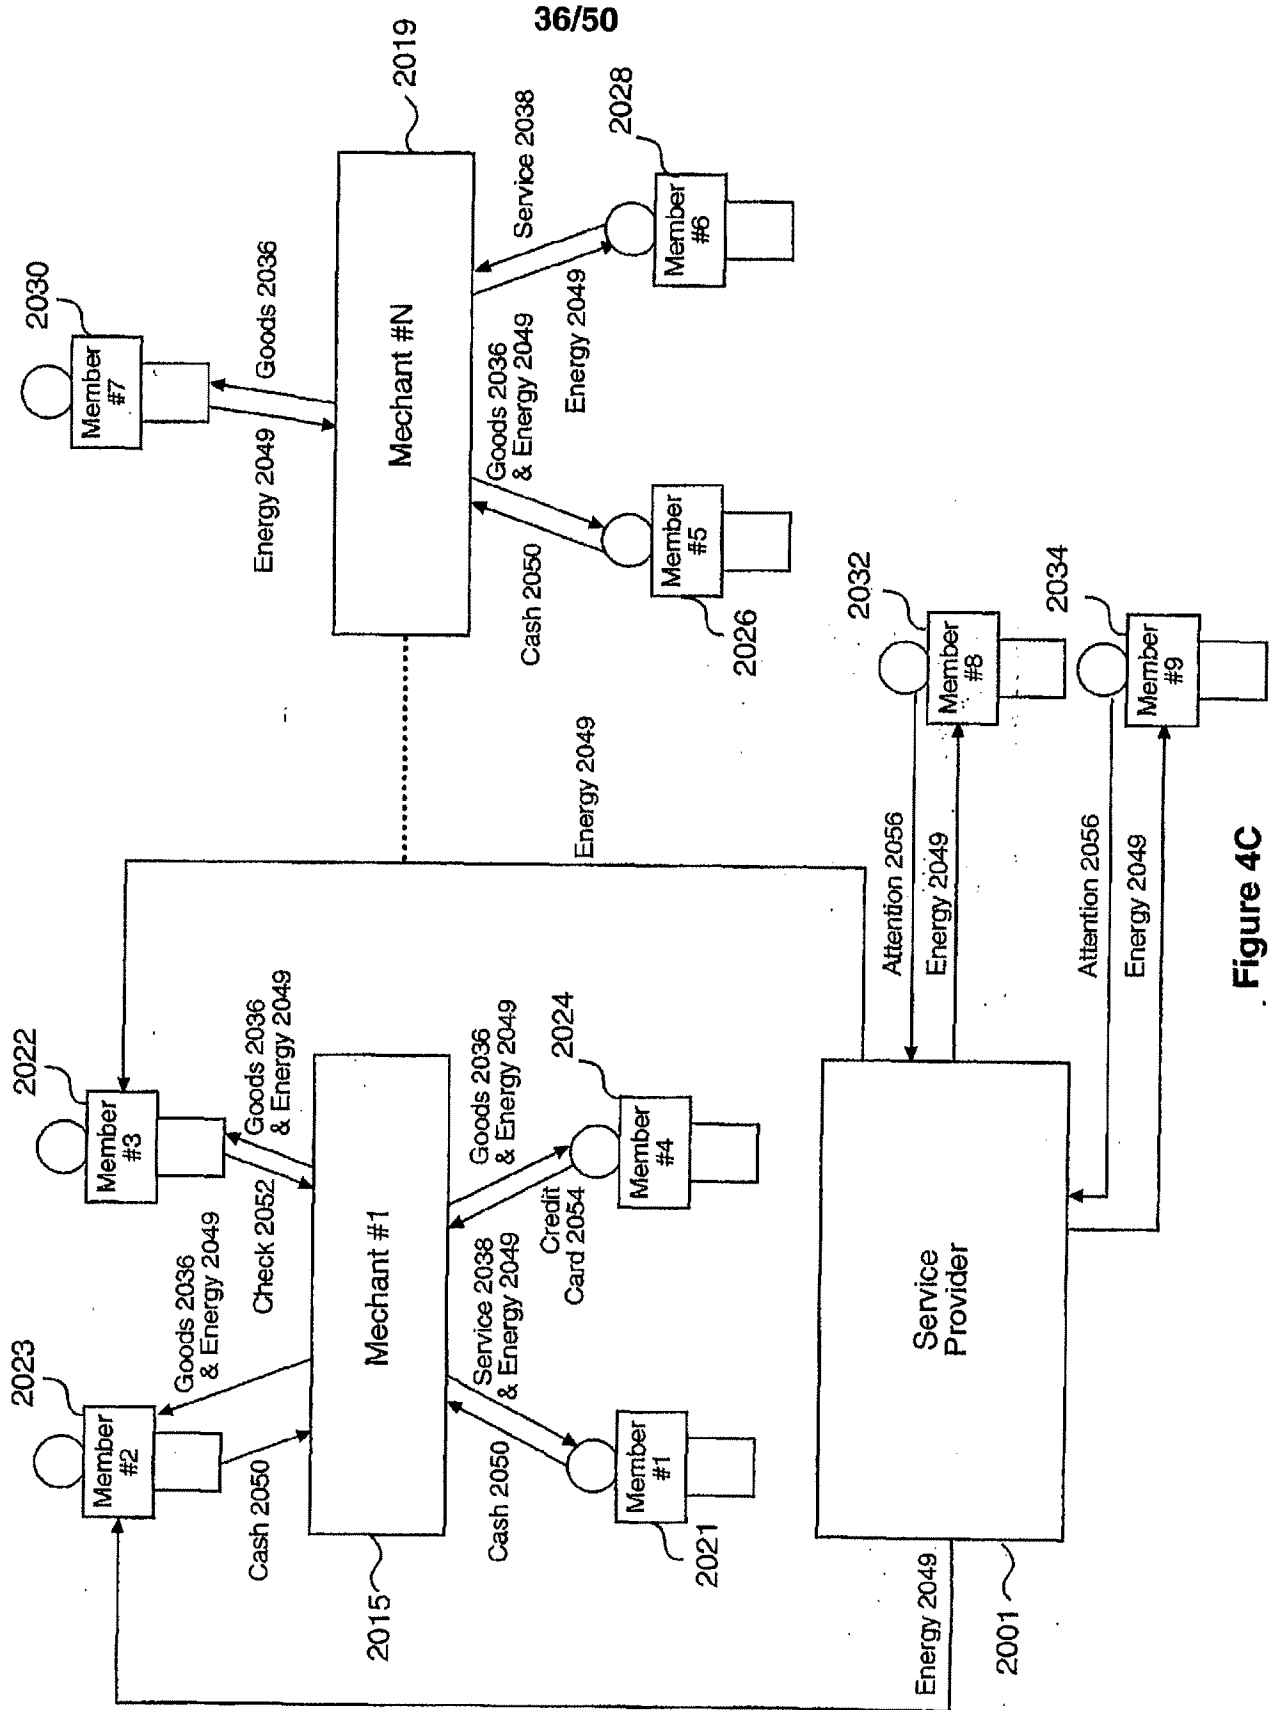 36/50
2023
Member
#2
2022
Member
#3
Goods 2036
& Energy 2049
Goods 2036
& Energy 2049
Cash 2050
Check 2052
2015
Mechant #1
Cash 2050
Service 2038
& Energy 2049
Credit
Card 2054
Goods 2036
& Energy 2049
2021
Member
#1
2024
Member
#4
2030
Member
#7
Energy 2049
Goods 2036
2019
Mechant #N
Cash 2050
Goods 2036
& Energy 2049
Energy 2049
Service 2038
2026
Member
#5
2028
Member
#6
Energy 2049
Energy 2049
2001
Service
Provider
Attention 2056
Energy 2049
2032
Member
#8
Attention 2056
Energy 2049
2034
Member
#9
Figure 4C